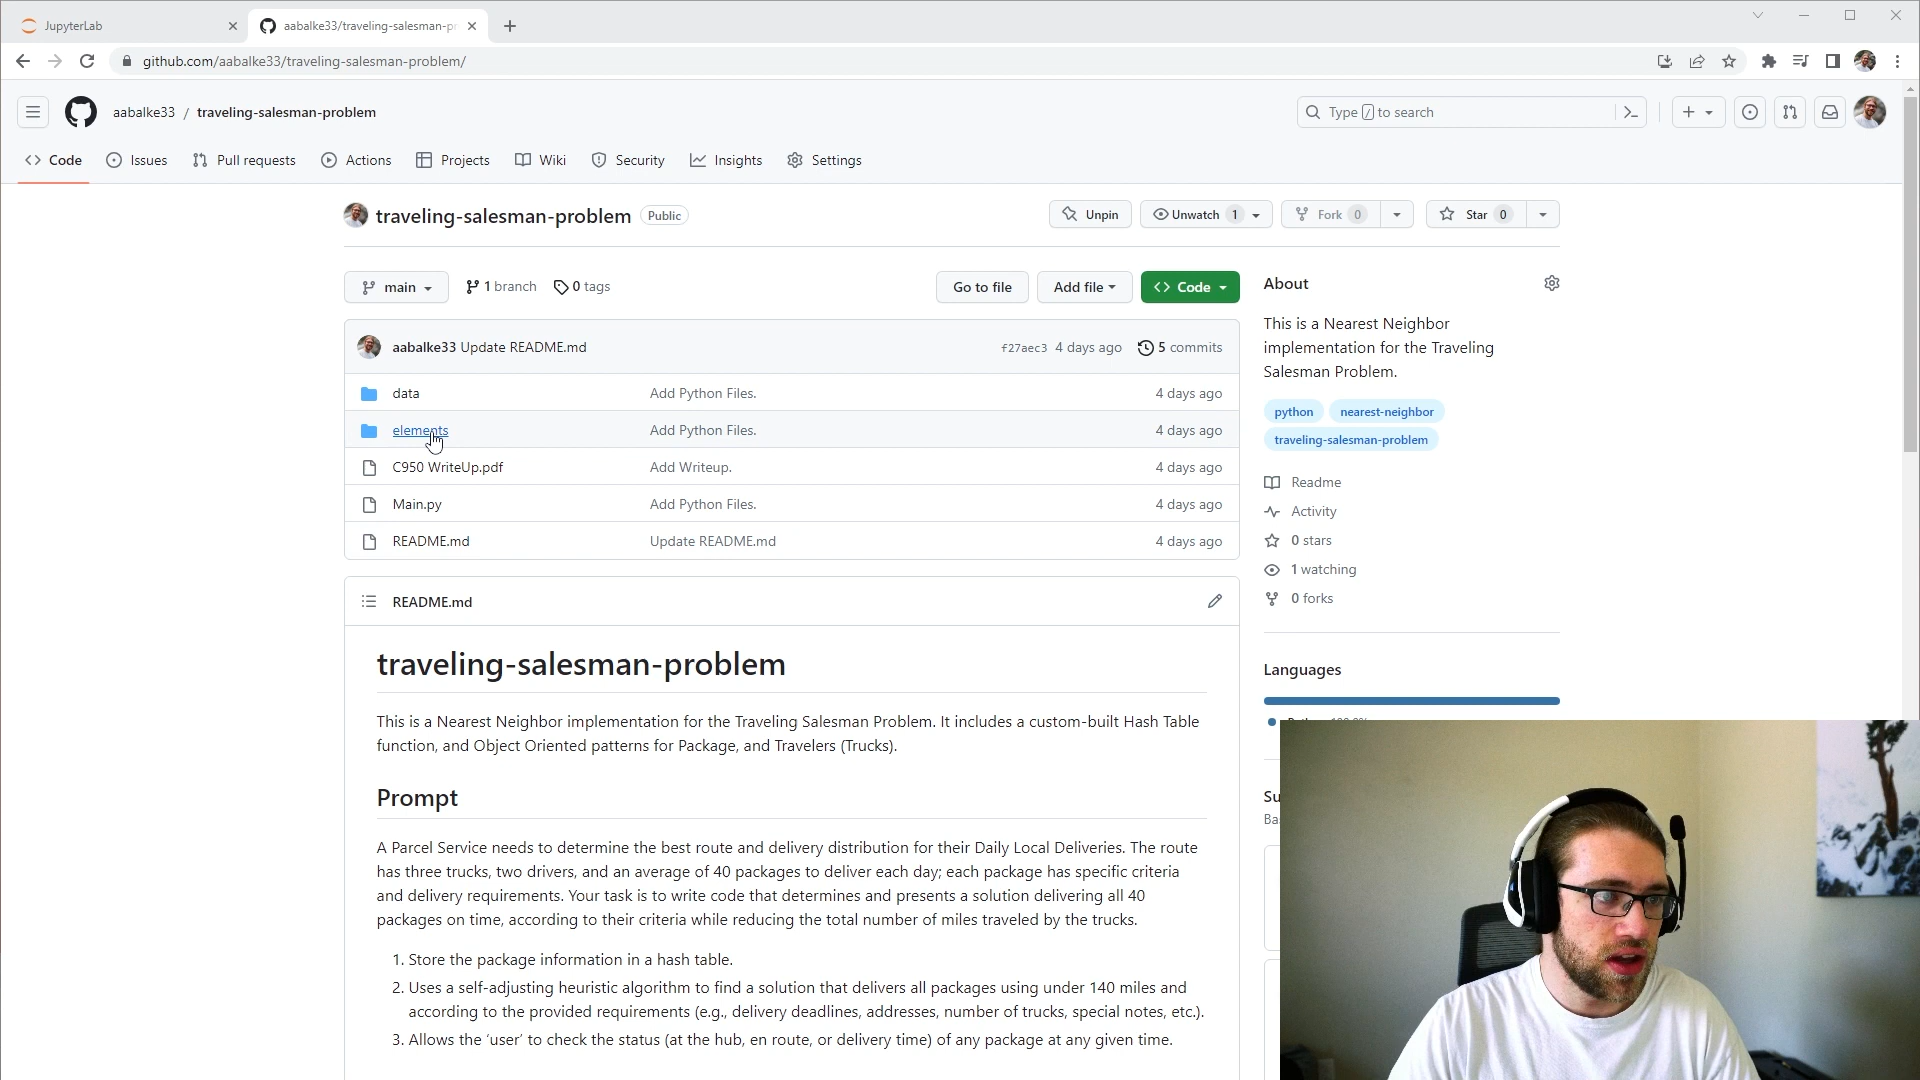 JupyterLab
aabalke33/traveling-salesman-pr
github.com/aabalke33/traveling-salesman-problem/
aabalke33 / traveling-salesman-problem
Type / to search
Code Issues Pull requests Actions Projects Wiki Security Insights Settings
traveling-salesman-problem Public
Unpin Unwatch 1 Fork 0 Star 0
main 1 branch 0 tags Go to file Add file Code
aabalke33 Update README.md f27aec3 4 days ago 5 commits
data Add Python Files. 4 days ago
elements Add Python Files. 4 days ago
C950 WriteUp.pdf Add Writeup. 4 days ago
Main.py Add Python Files. 4 days ago
README.md Update README.md 4 days ago
README.md
traveling-salesman-problem
This is a Nearest Neighbor implementation for the Traveling Salesman Problem. It includes a custom-built Hash Table
function, and Object Oriented patterns for Package, and Travelers (Trucks).
Prompt
A Parcel Service needs to determine the best route and delivery distribution for their Daily Local Deliveries. The route
has three trucks, two drivers, and an average of 40 packages to deliver each day; each package has specific criteria
and delivery requirements. Your task is to write code that determines and presents a solution delivering all 40
packages on time, according to their criteria while reducing the total number of miles traveled by the trucks.
1. Store the package information in a hash table.
2. Uses a self-adjusting heuristic algorithm to find a solution that delivers all packages using under 140 miles and
according to the provided requirements (e.g., delivery deadlines, addresses, number of trucks, special notes, etc.).
3. Allows the ‘user’ to check the status (at the hub, en route, or delivery time) of any package at any given time.
About
This is a Nearest Neighbor
implementation for the Traveling
Salesman Problem.
python nearest-neighbor
traveling-salesman-problem
Readme
Activity
0 stars
1 watching
0 forks
Languages
Su
Ba